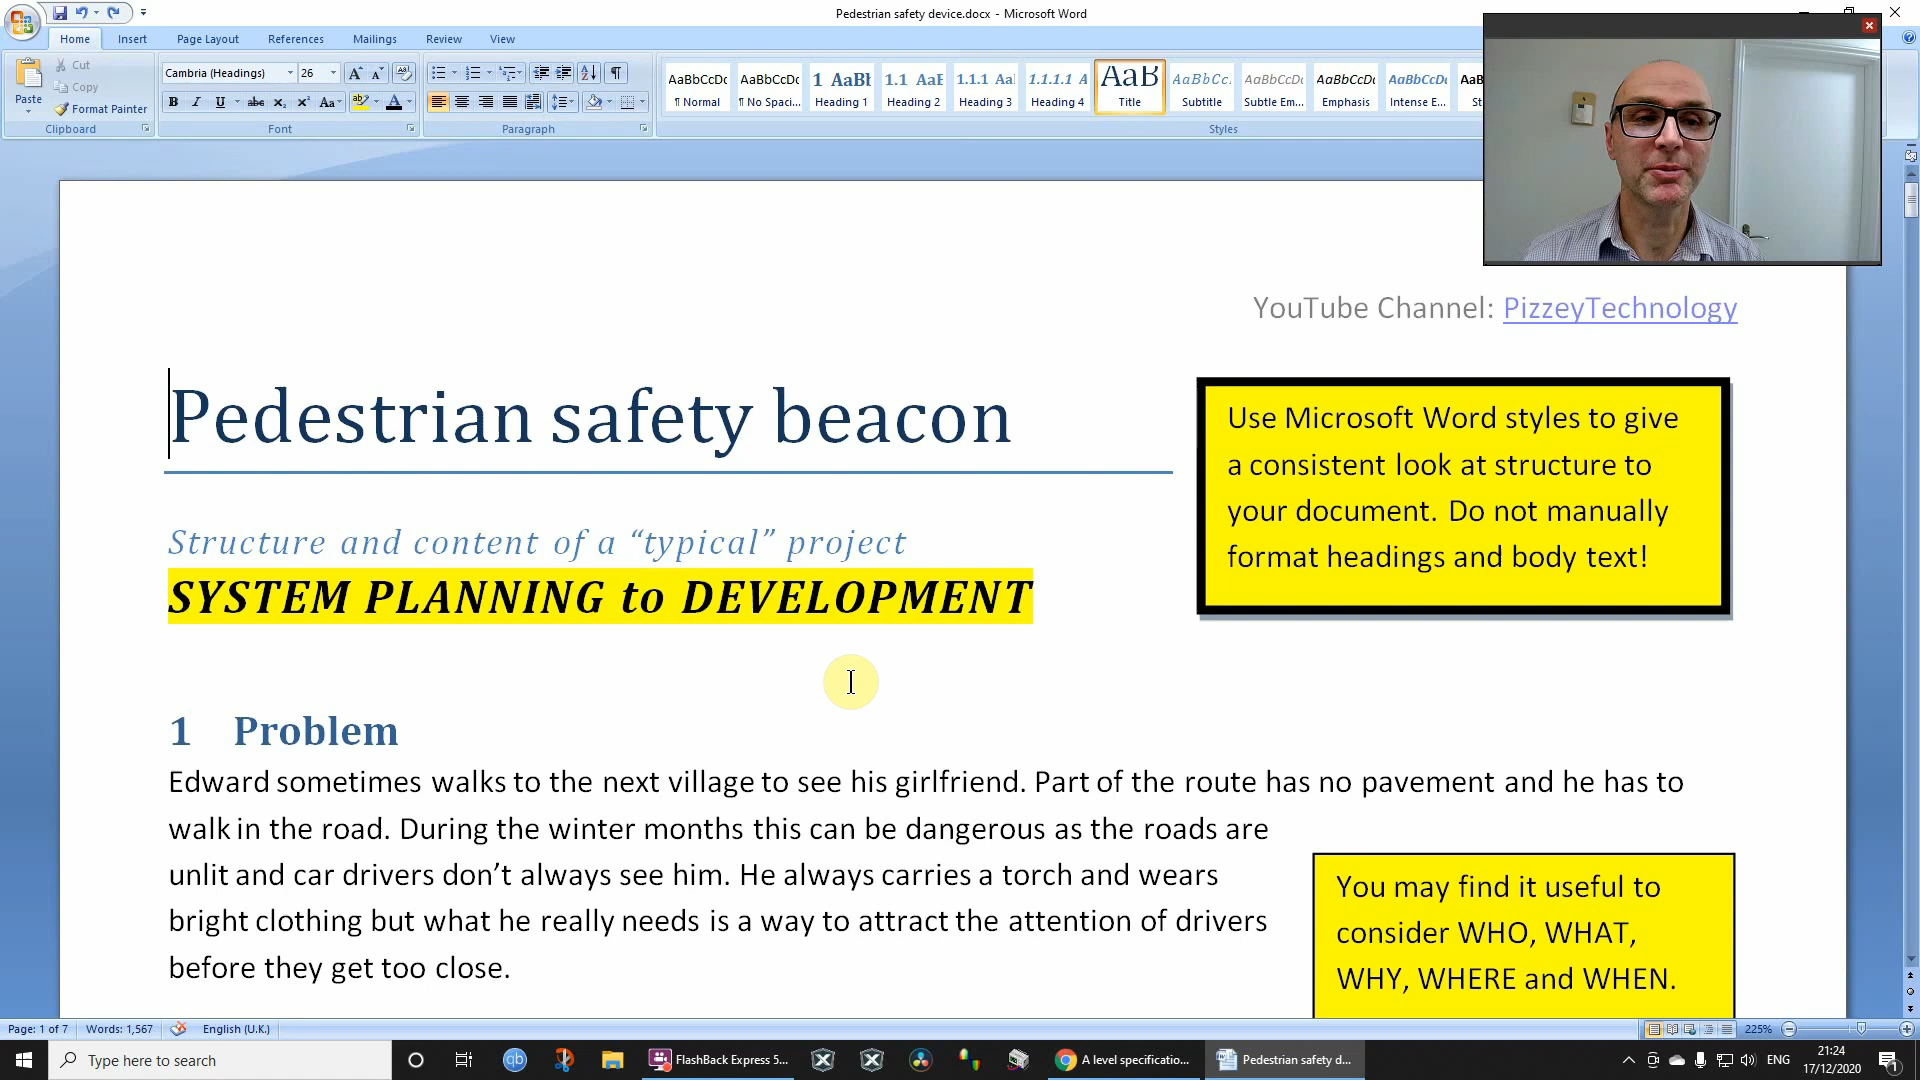 Pedestrian safety device.docx - Microsoft Word
Home Insert Page Layout References Mailings Review View
Paste
Cut
Copy
Format Painter
Clipboard
Cambria (Headings) 26
Font
Paragraph
AaBbCcDc AaBbCcDc 1 AaBb 1.1 AaB 1.1.1 Aa 1.1.1.1 A AaB AaBbCc. AaBbCcDc AaBbCcDc AaBbCcDc
¶ Normal ¶ No Spaci... Heading 1 Heading 2 Heading 3 Heading 4 Title Subtitle Subtle Em... Emphasis Intense E...
Styles
YouTube Channel: PizzeyTechnology
Pedestrian safety beacon
Use Microsoft Word styles to give
a consistent look at structure to
your document. Do not manually
format headings and body text!
Structure and content of a “typical” project
SYSTEM PLANNING to DEVELOPMENT
1 Problem
Edward sometimes walks to the next village to see his girlfriend. Part of the route has no pavement and he has to
walk in the road. During the winter months this can be dangerous as the roads are
unlit and car drivers don’t always see him. He always carries a torch and wears
bright clothing but what he really needs is a way to attract the attention of drivers
before they get too close.
You may find it useful to
consider WHO, WHAT,
WHY, WHERE and WHEN.
Page: 1 of 7 Words: 1,567 English (U.K.) 225%
Type here to search
FlashBack Express 5...
A level specificatio...
Pedestrian safety d...
ENG
21:24
17/12/2020